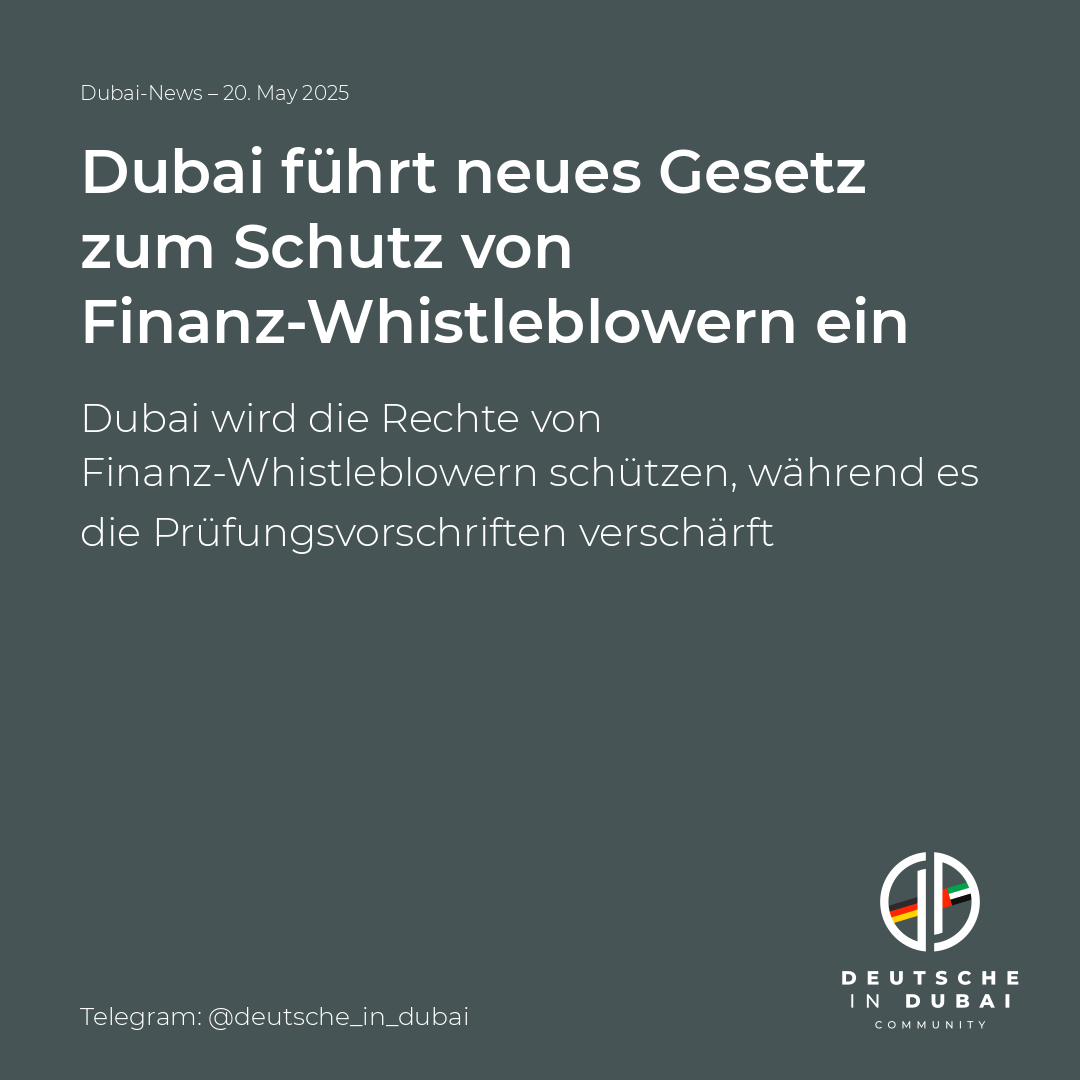 Dubai-News – 20. May 2025
Dubai führt neues Gesetz
zum Schutz von
Finanz-Whistleblowern ein
Dubai wird die Rechte von
Finanz-Whistleblowern schützen, während es
die Prüfungsvorschriften verschärft
DEUTSCHE
IN DUBAI
COMMUNITY
Telegram: @deutsche_in_dubai